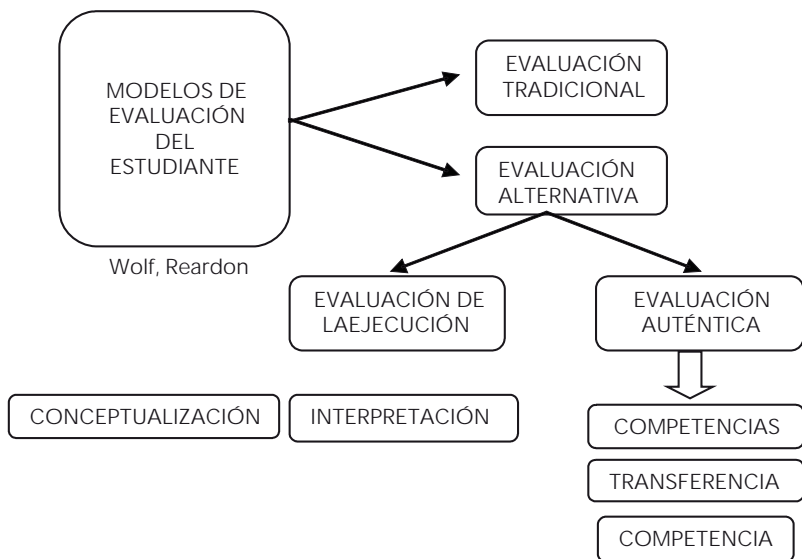 MODELOS DE
EVALUACIÓN
DEL
ESTUDIANTE
Wolf, Reardon
EVALUACIÓN
TRADICIONAL
EVALUACIÓN
ALTERNATIVA
EVALUACIÓN DE
LAEJECUCIÓN
EVALUACIÓN
AUTÉNTICA
CONCEPTUALIZACIÓN
INTERPRETACIÓN
COMPETENCIAS
TRANSFERENCIA
COMPETENCIA